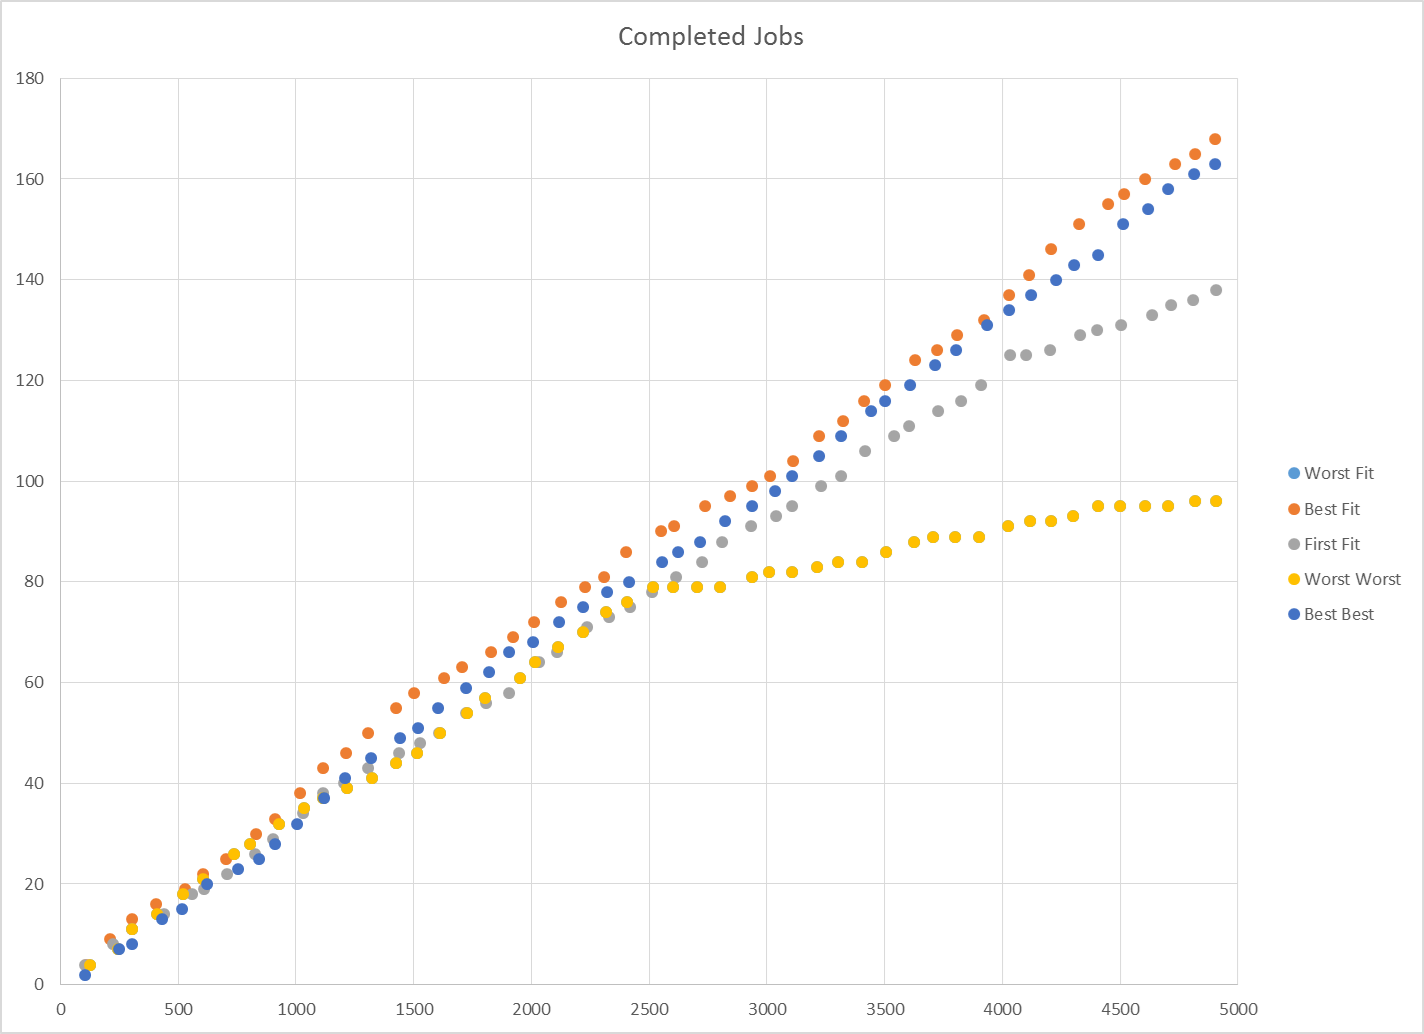 Completed Jobs
180
160
140
120
100
80
60
40
20
0
0 500 1000 1500 2000 2500 3000 3500 4000 4500 5000
Worst Fit
Best Fit
First Fit
Worst Worst
Best Best